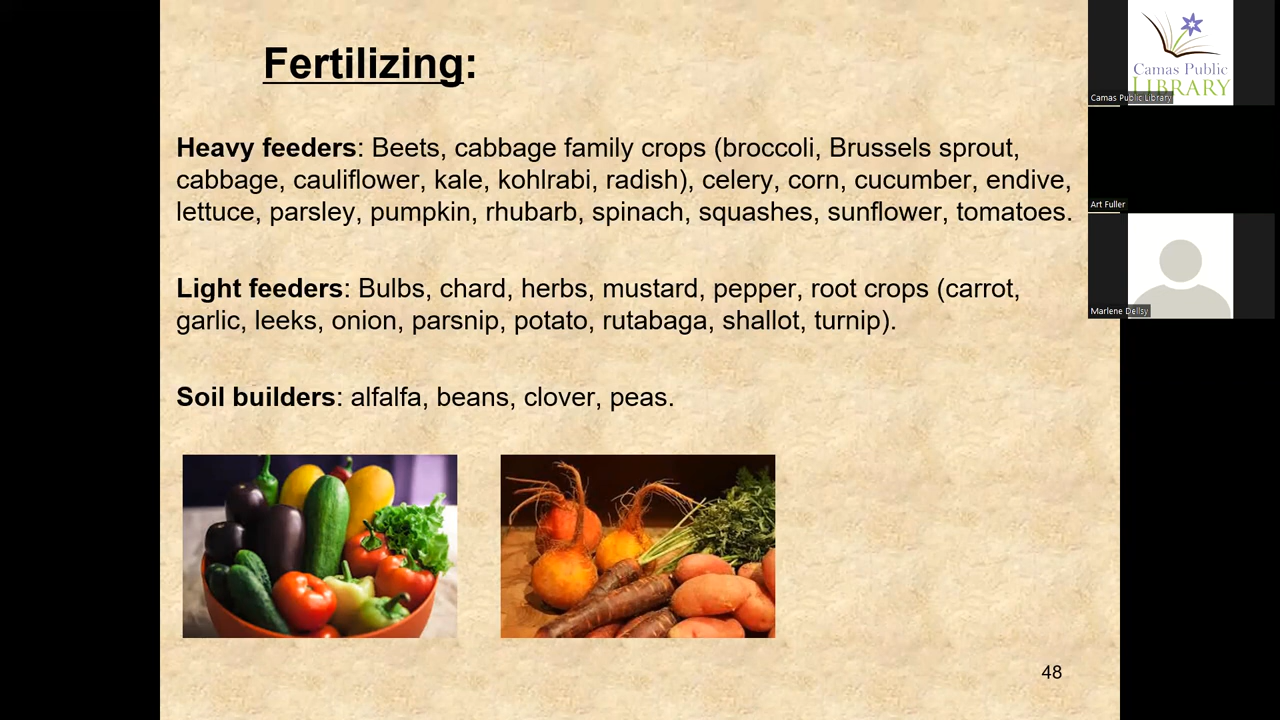 Fertilizing:
Heavy feeders: Beets, cabbage family crops (broccoli, Brussels sprout,
cabbage, cauliflower, kale, kohlrabi, radish), celery, corn, cucumber, endive,
lettuce, parsley, pumpkin, rhubarb, spinach, squashes, sunflower, tomatoes.
Light feeders: Bulbs, chard, herbs, mustard, pepper, root crops (carrot,
garlic, leeks, onion, parsnip, potato, rutabaga, shallot, turnip).
Soil builders: alfalfa, beans, clover, peas.
48
Camas Public
LIBRARY
Camas Public Library
Art Fuller
Marlene Dellsy